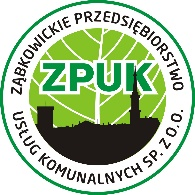 ZĄBKOWICKIE PRZEDSIĘBIORSTWO
ZPUK
USŁUG KOMUNALNYCH SP. Z O.O.